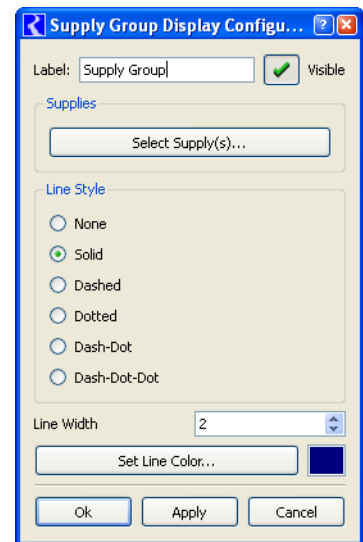 Supply Group Display Configu...
Label: Supply Group Visible
Supplies
Select Supply(s)...
Line Style
None
Solid
Dashed
Dotted
Dash-Dot
Dash-Dot-Dot
Line Width 2
Set Line Color...
Ok Apply Cancel